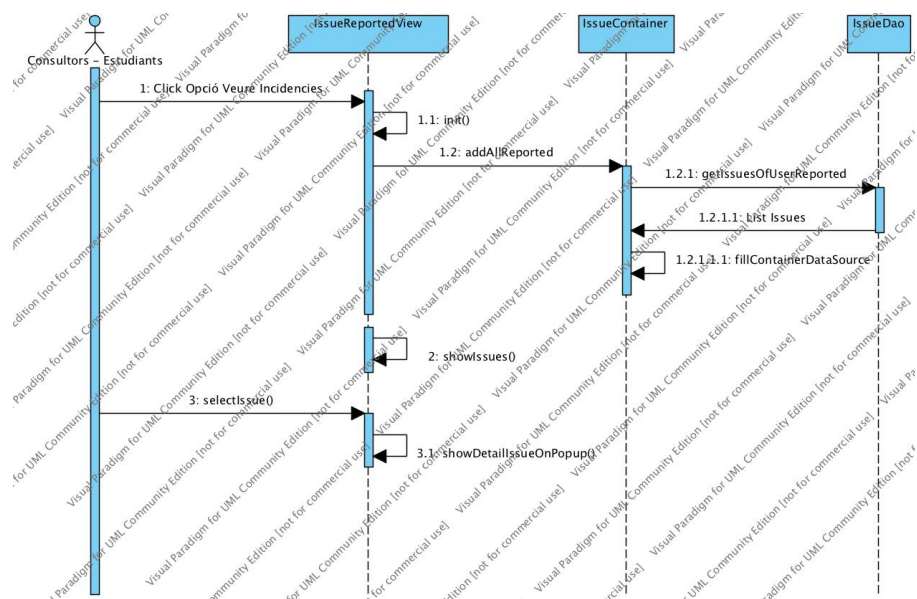 IssueReportedView
IssueContainer
IssueDao
Consultors - Estudiants
1: Click Opció Veure Incidencies
1.1: init()
1.2: addAllReported
1.2.1: getIssuesOfUserReported
1.2.1.1: List Issues
1.2.1.1.1: fillContainerDataSource
2: showIssues()
3: selectIssue()
3.1: showDetailIssueOnPopup()
Visual Paradigm for UML Community Edition [not for commercial use]